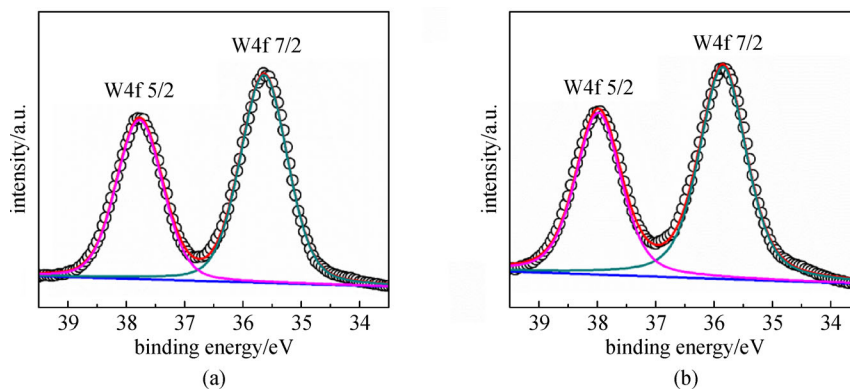 W4f 7/2
W4f 5/2
intensity/a.u.
39 38 37 36 35 34
binding energy/eV
(a)
W4f 7/2
W4f 5/2
intensity/a.u.
39 38 37 36 35 34
binding energy/eV
(b)